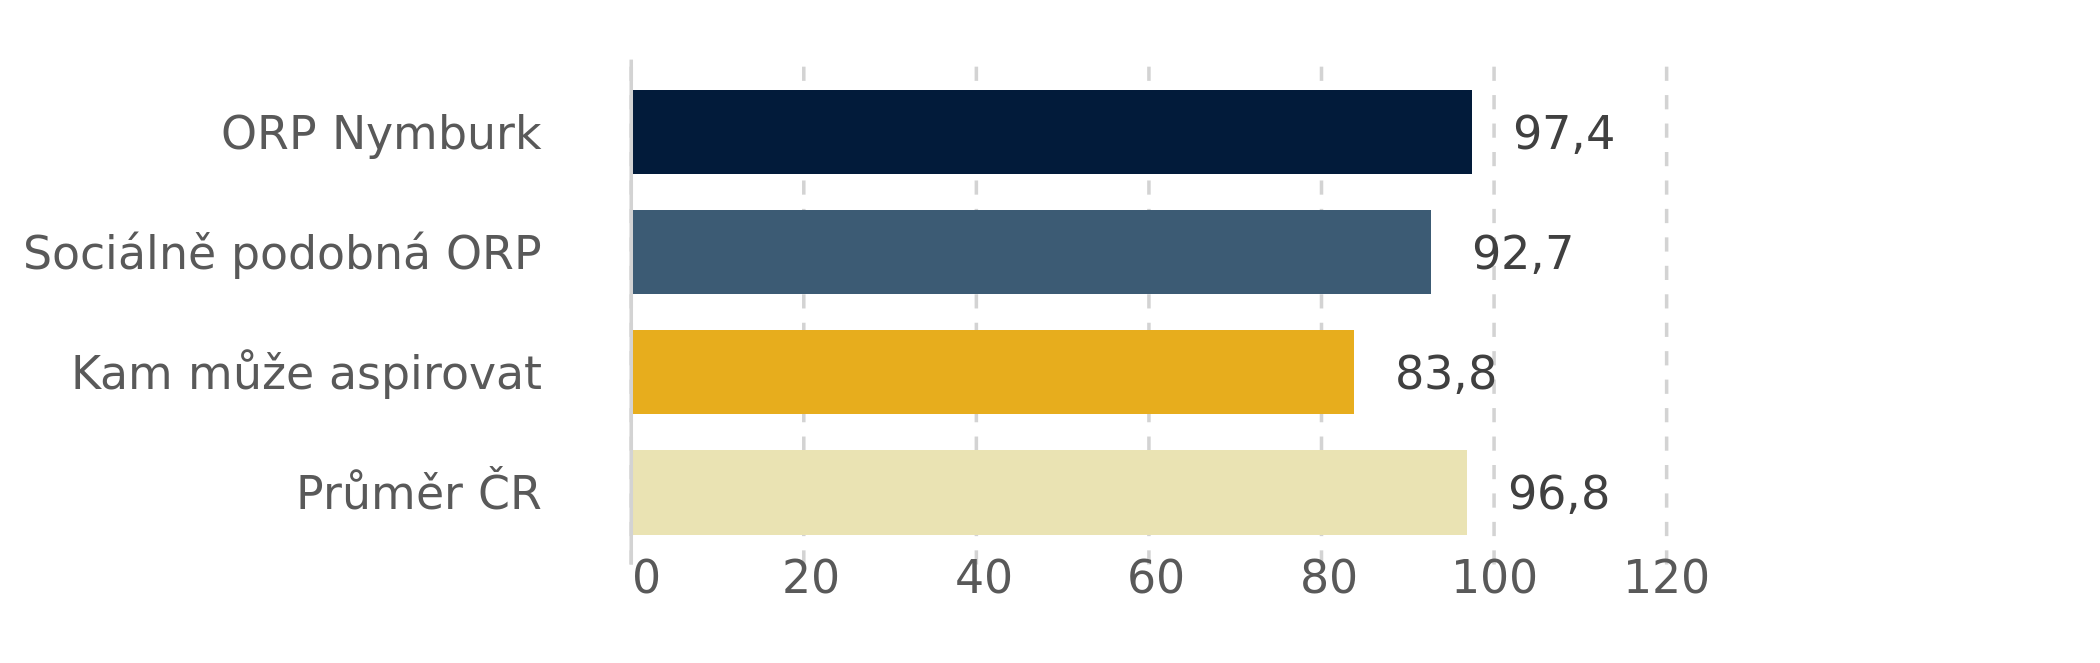 ORP Nymburk 97,4
Sociálně podobná ORP 92,7
Kam může aspirovat 83,8
Průměr ČR 96,8
0 20 40 60 80 100 120